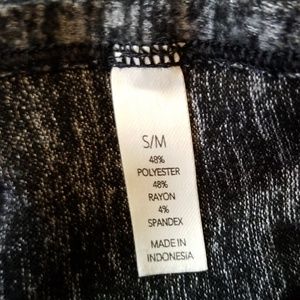 S/M
48%
POLYESTER
48%
RAYON
4%
SPANDEX
MADE IN
INDONESIA